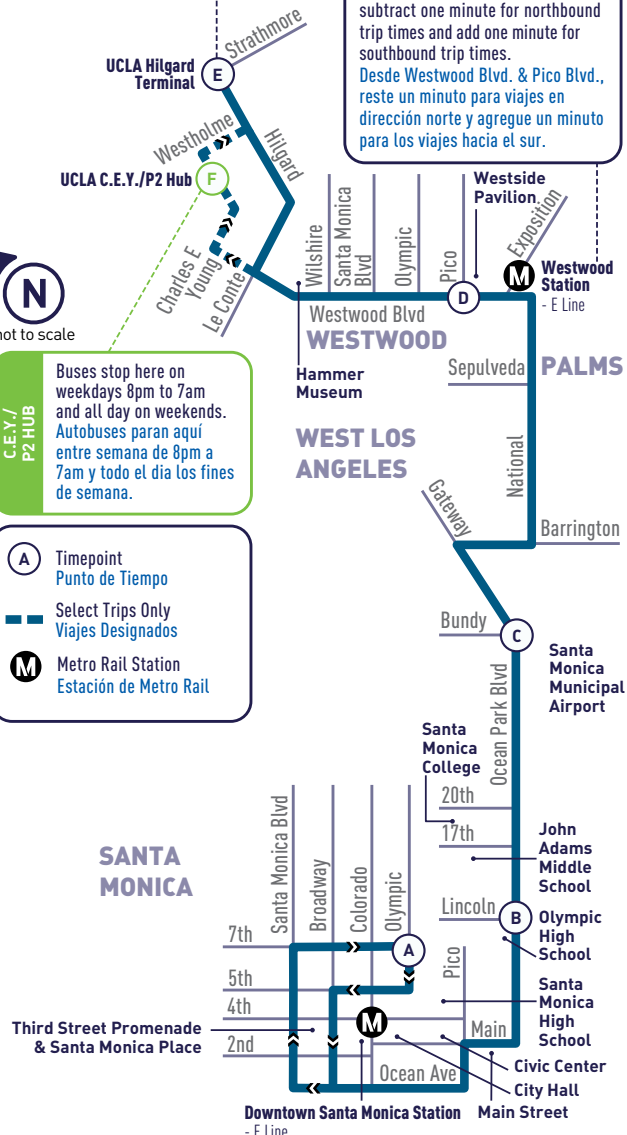 subtract one minute for northbound
trip times and add one minute for
southbound trip times.
Desde Westwood Blvd. & Pico Blvd.,
reste un minuto para viajes en
dirección norte y agregue un minuto
para los viajes hacia el sur.
Strathmore
UCLA Hilgard
Terminal
E
Westholme
Hilgard
UCLA C.E.Y./P2 Hub
F
Charles E
Young
Le Conte
Wilshire
Santa Monica
Blvd
Olympic
Pico
Westside
Pavilion
Exposition
M
Westwood
Station
- E Line
D
Westwood Blvd
WESTWOOD
Hammer
Museum
N
not to scale
C.E.Y./
P2 HUB
Buses stop here on
weekdays 8pm to 7am
and all day on weekends.
Autobuses paran aquí
entre semana de 8pm a
7am y todo el dia los fines
de semana.
Sepulveda
PALMS
WEST LOS
ANGELES
National
Gateway
Barrington
A
Timepoint
Punto de Tiempo
Select Trips Only
Viajes Designados
M
Metro Rail Station
Estación de Metro Rail
Bundy
C
Santa
Monica
Municipal
Airport
Ocean Park Blvd
Santa
Monica
College
20th
17th
John
Adams
Middle
School
SANTA
MONICA
Santa Monica Blvd
Broadway
Colorado
Olympic
Lincoln
B
Olympic
High
School
7th
A
Pico
5th
4th
Santa
Monica
High
School
M
Main
Third Street Promenade
& Santa Monica Place
2nd
Civic Center
Ocean Ave
City Hall
Downtown Santa Monica Station
- E Line
Main Street